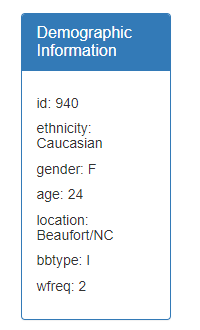 Demographic
Information
id: 940
ethnicity:
Caucasian
gender: F
age: 24
location:
Beaufort/NC
bbtype: I
wfreq: 2